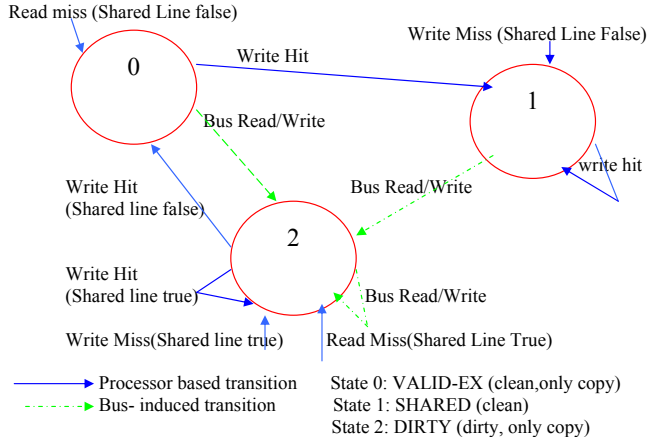 Read miss (Shared Line false)
0
Write Hit
Write Miss (Shared Line False)
1
Bus Read/Write
write hit
Bus Read/Write
Write Hit
(Shared line false)
2
Write Hit
(Shared line true)
Bus Read/Write
Write Miss(Shared line true)
Read Miss(Shared Line True)
Processor based transition
Bus- induced transition
State 0: VALID-EX (clean,only copy)
State 1: SHARED (clean)
State 2: DIRTY (dirty, only copy)